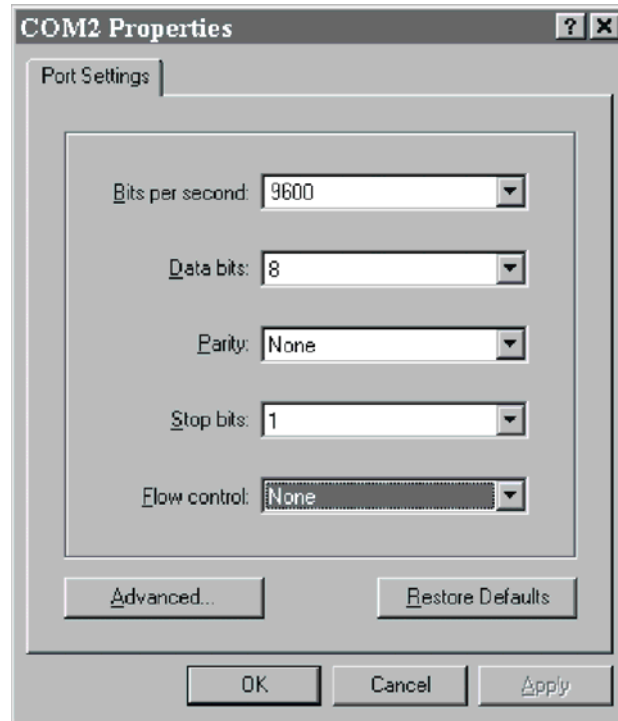 COM2 Properties
Port Settings
Bits per second: 9600
Data bits: 8
Parity: None
Stop bits: 1
Flow control: None
Advanced... Restore Defaults
OK Cancel Apply